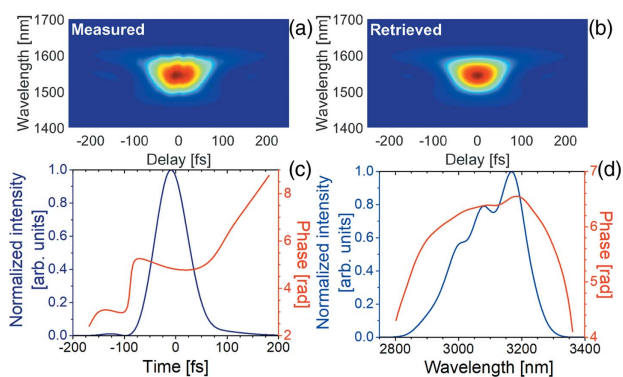 Measured (a)
Retrieved (b)
Wavelength [nm]
1700
1600
1500
1400
-200 -100 0 100 200
Delay [fs]
Wavelength [nm]
1700
1600
1500
1400
-200 -100 0 100 200
Delay [fs]
(c)
Normalized intensity
[arb. units]
1.0
0.8
0.6
0.4
0.2
0.0
-200 -100 0 100 200
Time [fs]
8
6
4
2
Phase [rad]
(d)
Normalized intensity
[arb. units]
1.0
0.8
0.6
0.4
0.2
0.0
2800 3000 3200 3400
Wavelength [nm]
7
6
5
4
Phase [rad]